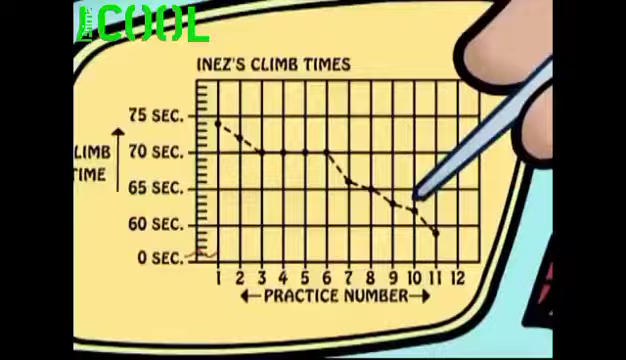 COOL
INEZ'S CLIMB TIMES
75 SEC.
70 SEC.
LIMB
TIME
65 SEC.
60 SEC.
0 SEC.
1 2 3 4 5 6 7 8 9 10 11 12
PRACTICE NUMBER